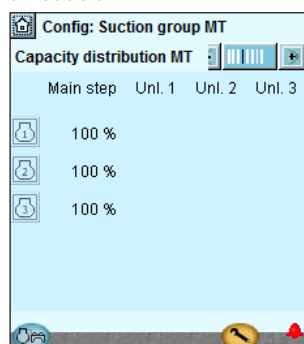 Config: Suction group MT
Capacity distribution MT
Main step Unl. 1 Unl. 2 Unl. 3
1 100 %
2 100 %
3 100 %